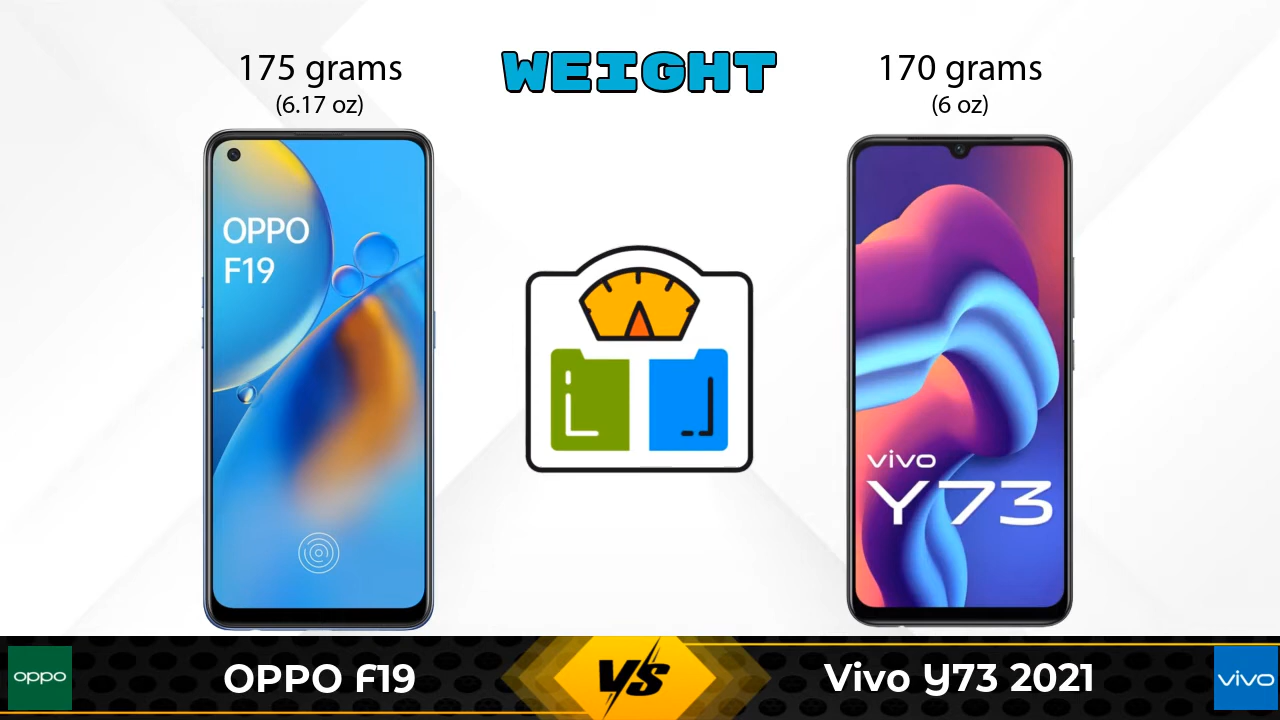 WEIGHT
175 grams
(6.17 oz)
170 grams
(6 oz)
OPPO
F19
vivo
Y73
oppo
OPPO F19
VS
Vivo Y73 2021
vivo